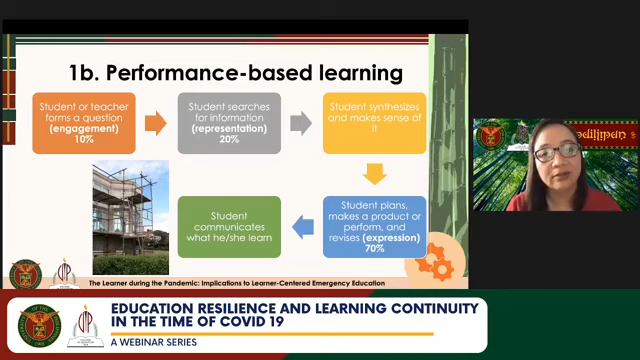 1b. Performance-based learning
Student or teacher
forms a question
(engagement)
10%
Student searches
for information
(representation)
20%
Student synthesizes
and makes sense of
it
Student plans,
makes a product or
perform, and
revises (expression)
70%
Student
communicates
what he/she learn
The Learner during the Pandemic: Implications to Learner-Centered Emergency Education
EDUCATION RESILIENCE AND LEARNING CONTINUITY
IN THE TIME OF COVID 19
A WEBINAR SERIES